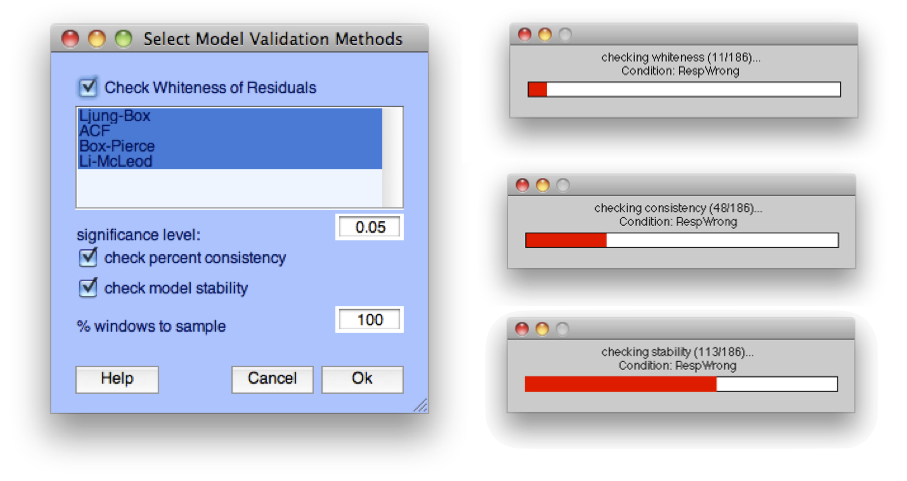 Select Model Validation Methods
Check Whiteness of Residuals
Ljung-Box
ACF
Box-Pierce
Li-McLeod
significance level:
0.05
check percent consistency
check model stability
% windows to sample
100
Help
Cancel
Ok
checking whiteness (11/186)...
Condition: RespWrong
checking consistency (48/186)...
Condition: RespWrong
checking stability (113/186)...
Condition: RespWrong